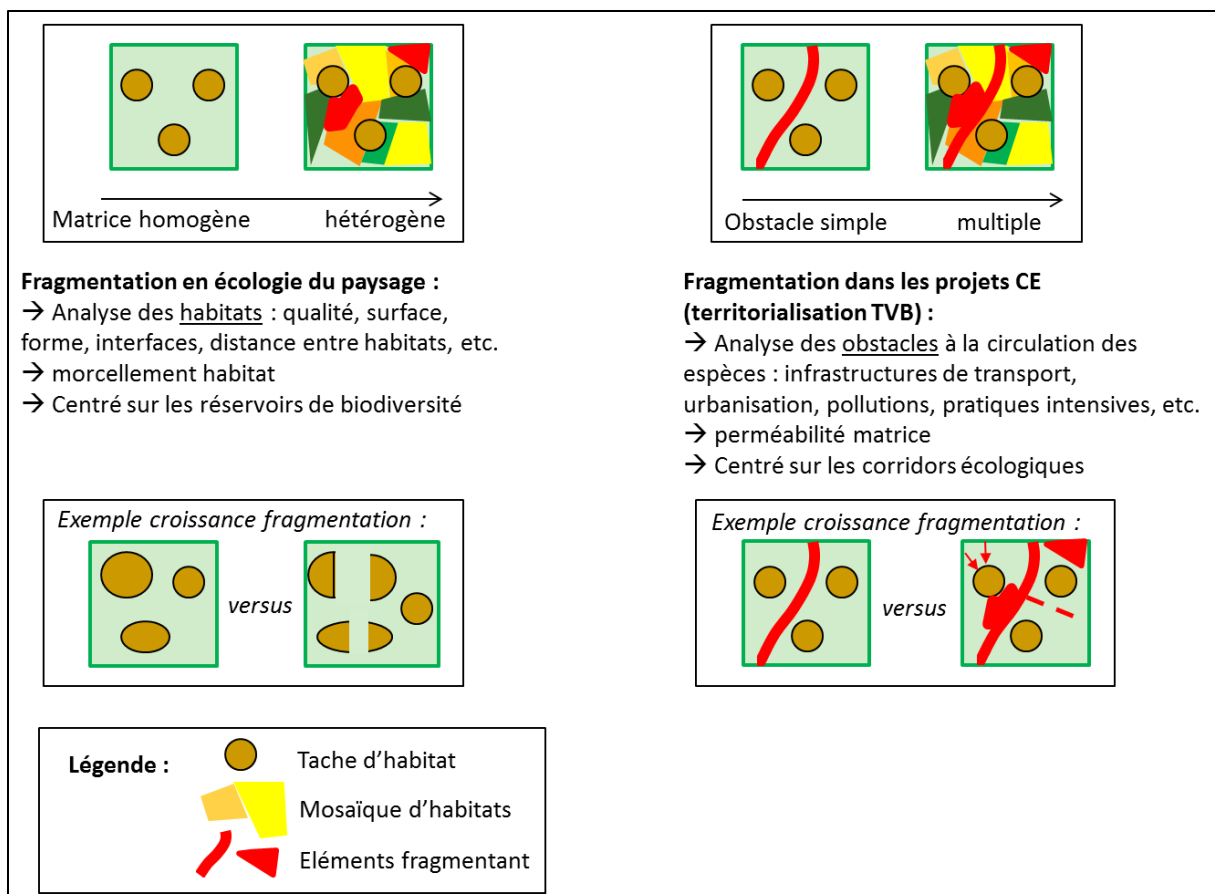 Matrice homogène hétérogène
Fragmentation en écologie du paysage :
→ Analyse des habitats : qualité, surface,
forme, interfaces, distance entre habitats, etc.
→ morcellement habitat
→ Centré sur les réservoirs de biodiversité
Exemple croissance fragmentation :
versus
Obstacle simple multiple
Fragmentation dans les projets CE
(territorialisation TVB) :
→ Analyse des obstacles à la circulation des
espèces : infrastructures de transport,
urbanisation, pollutions, pratiques intensives, etc.
→ perméabilité matrice
→ Centré sur les corridors écologiques
Exemple croissance fragmentation :
versus
Légende :
Tache d’habitat
Mosaïque d’habitats
Eléments fragmentant